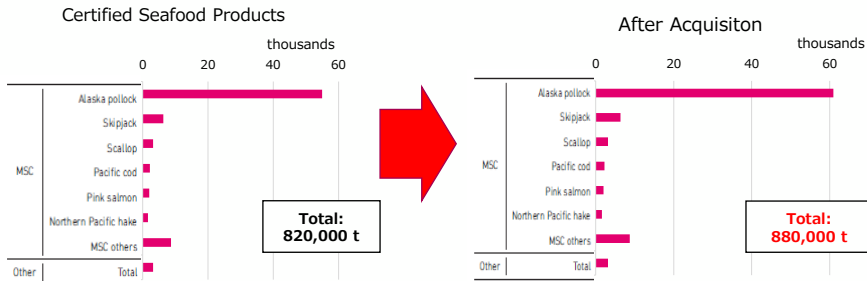 Certified Seafood Products
thousands
0 20 40 60
MSC
Alaska pollock
Skipjack
Scallop
Pacific cod
Pink salmon
Northern Pacific hake
MSC others
Other
Total
Total:
820,000 t
After Acquisiton
thousands
0 20 40 60
MSC
Alaska pollock
Skipjack
Scallop
Pacific cod
Pink salmon
Northern Pacific hake
MSC others
Other
Total
Total:
880,000 t